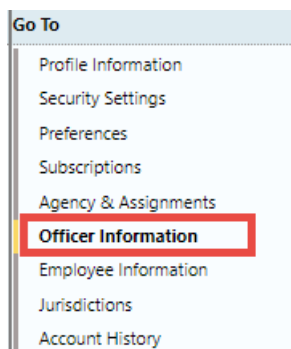 Go To
Profile Information
Security Settings
Preferences
Subscriptions
Agency & Assignments
Officer Information
Employee Information
Jurisdictions
Account History